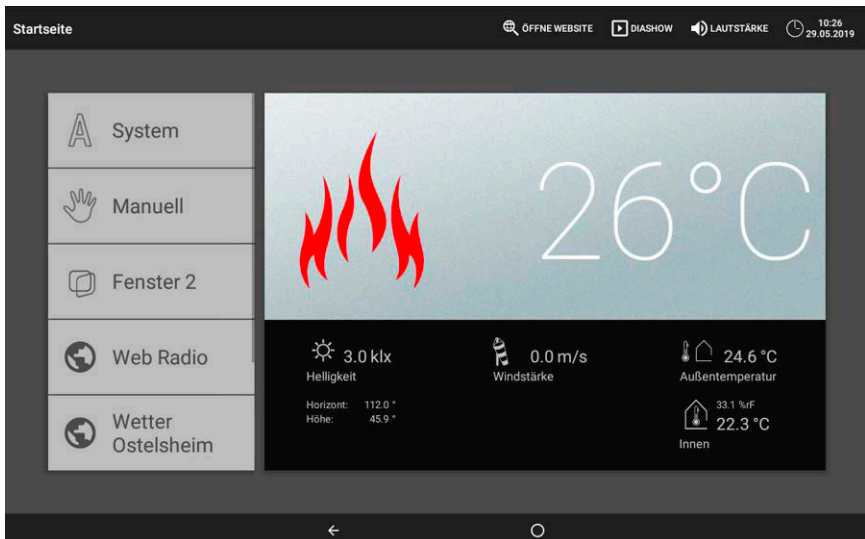 Startseite
ÖFFNE WEBSITE
DIASHOW
LAUTSTÄRKE
10:26
29.05.2019
System
Manuell
Fenster 2
Web Radio
Wetter
Ostelsheim
26°C
3.0 klx
Helligkeit
Horizont: 112.0 °
Höhe: 45.9 °
0.0 m/s
Windstärke
24.6 °C
Außentemperatur
33.1 %rF
22.3 °C
Innen